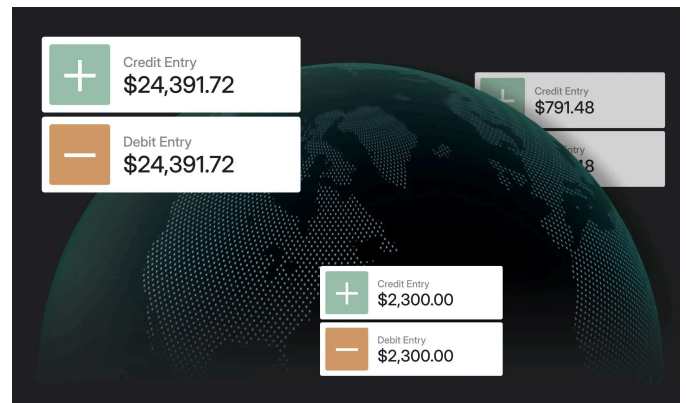 Credit Entry
$24,391.72
Debit Entry
$24,391.72
Credit Entry
$791.48
Credit Entry
$2,300.00
Debit Entry
$2,300.00